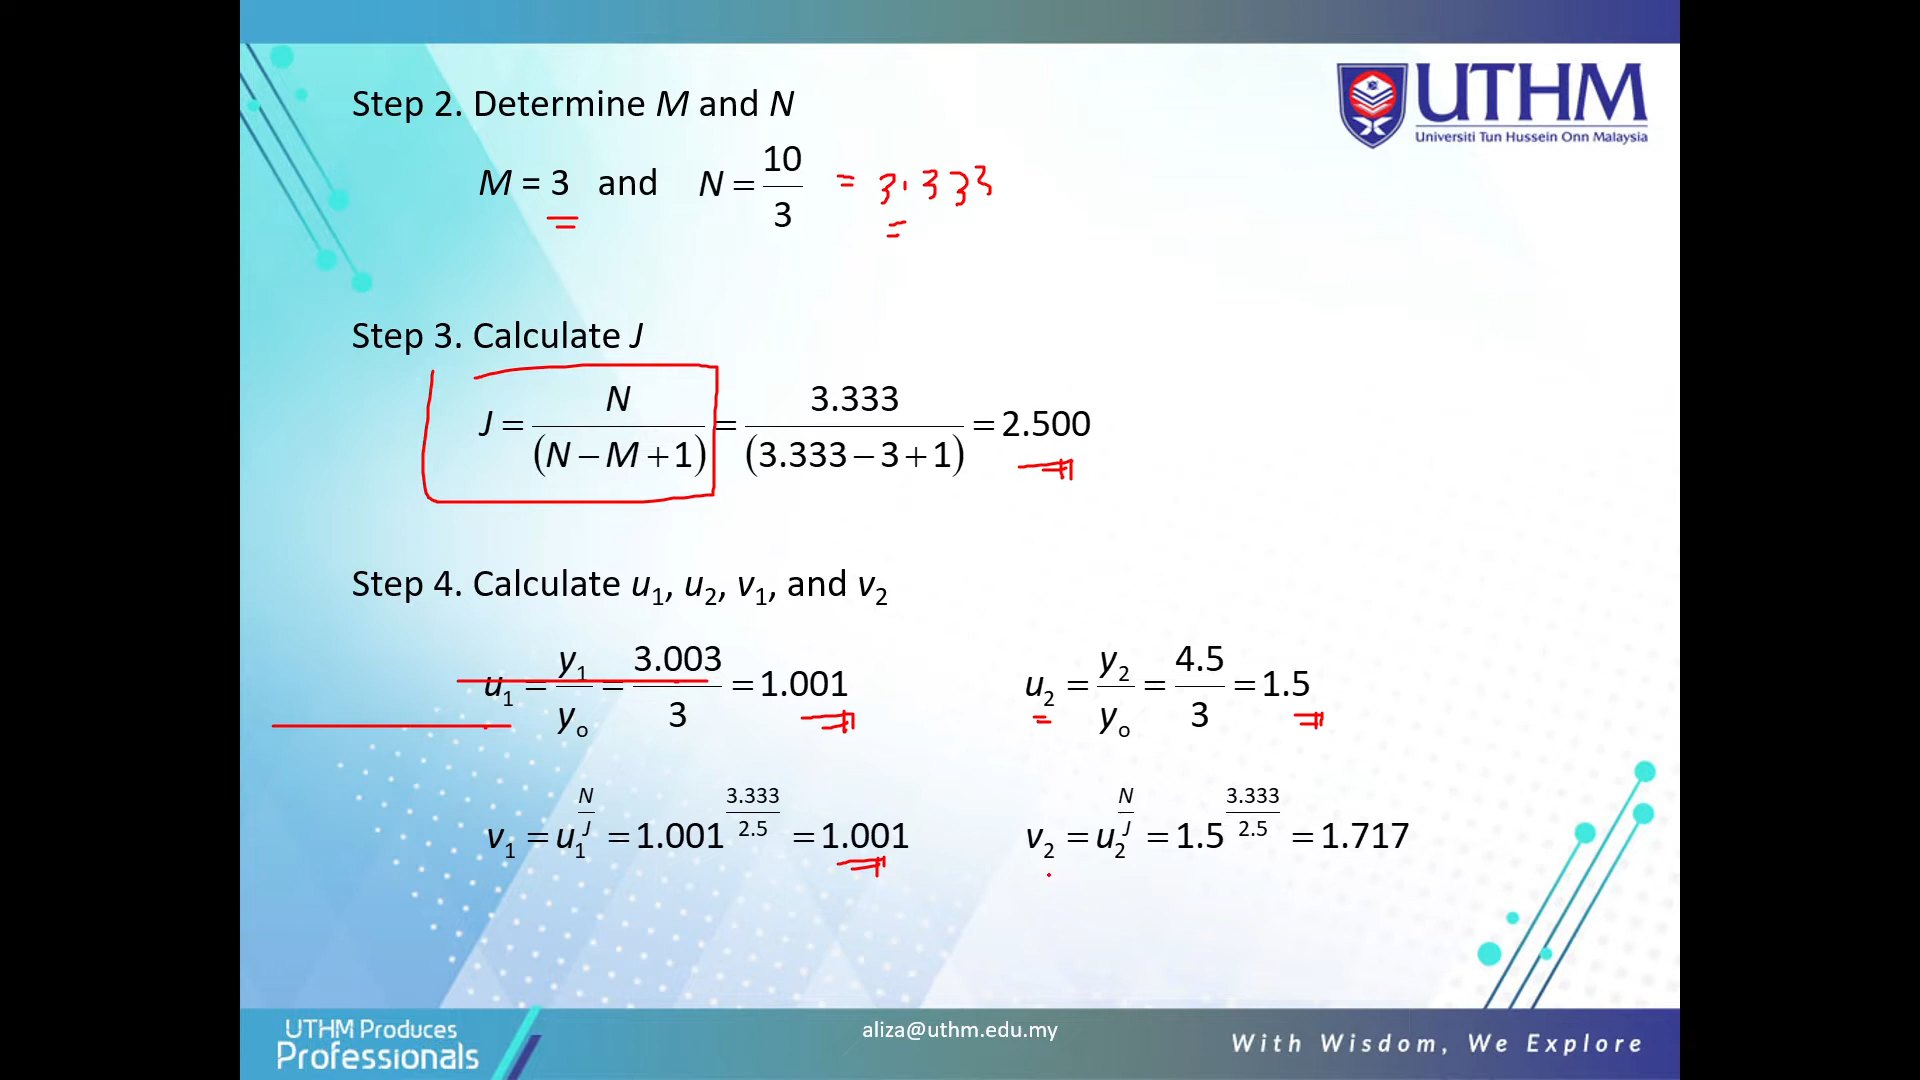 UTHM
Universiti Tun Hussein Onn Malaysia
Step 2. Determine M and N
M = 3 and N = 10/3 = 3.333
Step 3. Calculate J
J = N/(N − M + 1) = 3.333/(3.333 − 3 + 1) = 2.500
Step 4. Calculate u₁, u₂, v₁, and v₂
u₁ = y₁/yₒ = 3.003/3 = 1.001
u₂ = y₂/yₒ = 4.5/3 = 1.5
v₁ = u₁^(N/J) = 1.001^(3.333/2.5) = 1.001
v₂ = u₂^(N/J) = 1.5^(3.333/2.5) = 1.717
UTHM Produces
Professionals
aliza@uthm.edu.my
With Wisdom, We Explore